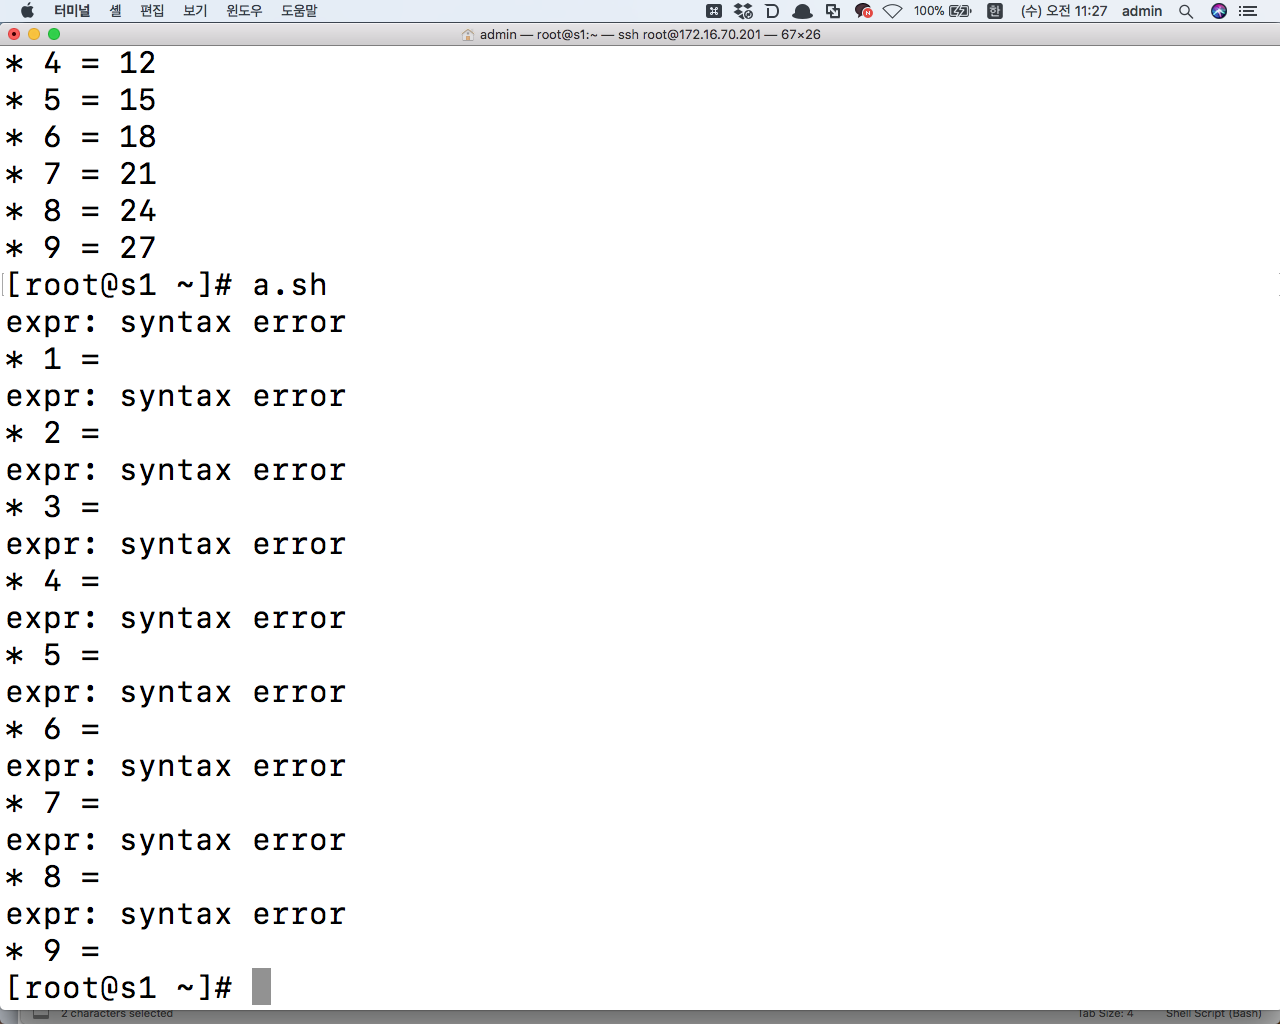 터미널 셸 편집 보기 윈도우 도움말 100% 한 (수) 오전 11:27 admin
admin — root@s1:~ — ssh root@172.16.70.201 — 67×26
* 4 = 12
* 5 = 15
* 6 = 18
* 7 = 21
* 8 = 24
* 9 = 27
[root@s1 ~]# a.sh
expr: syntax error
* 1 =
expr: syntax error
* 2 =
expr: syntax error
* 3 =
expr: syntax error
* 4 =
expr: syntax error
* 5 =
expr: syntax error
* 6 =
expr: syntax error
* 7 =
expr: syntax error
* 8 =
expr: syntax error
* 9 =
[root@s1 ~]#
2 characters selected Tab Size: 4 Shell Script (Bash)